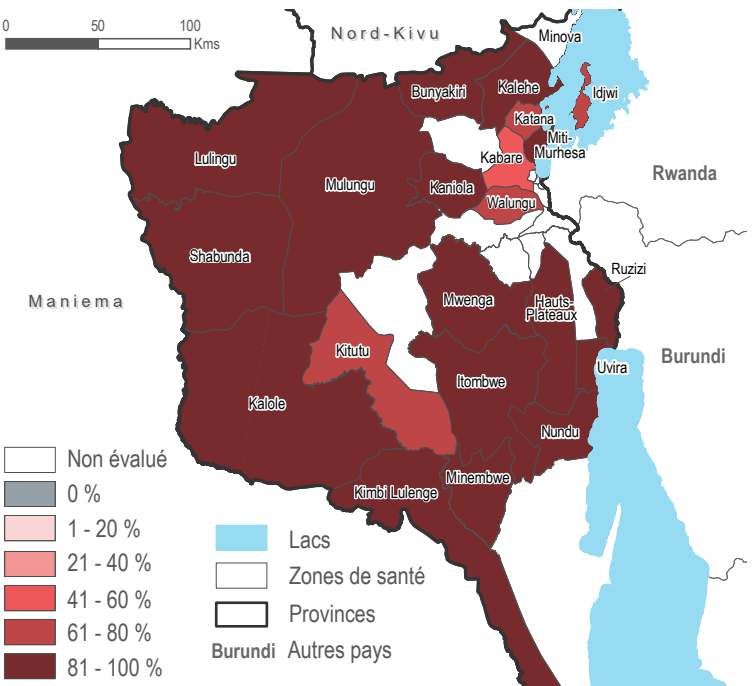 0 50 100
Kms
Nord-Kivu
Minova
Bunyakiri
Kalehe
Idjwi
Katana
Miti-
Murhesa
Lulingu
Kabare
Mulungu
Kaniola
Rwanda
Walungu
Shabunda
Ruzizi
Maniema
Mwenga
Hauts-
Plateaux
Kitutu
Burundi
Uvira
Itombwe
Kalole
Nundu
Minembwe
Kimbi Lulenge
Non évalué
0 %
1 - 20 %
21 - 40 %
41 - 60 %
61 - 80 %
81 - 100 %
Lacs
Zones de santé
Provinces
Burundi Autres pays